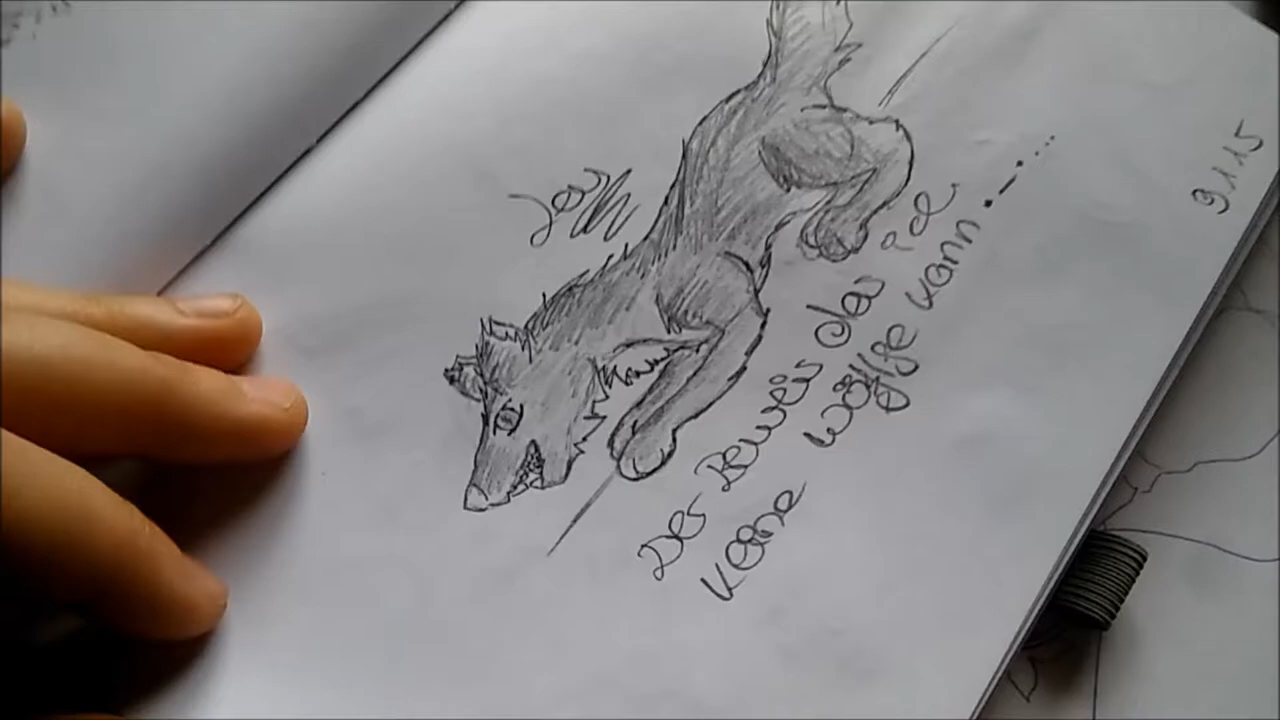 Der Beweis das ich
keine wölfe kann .-...
9.1.15